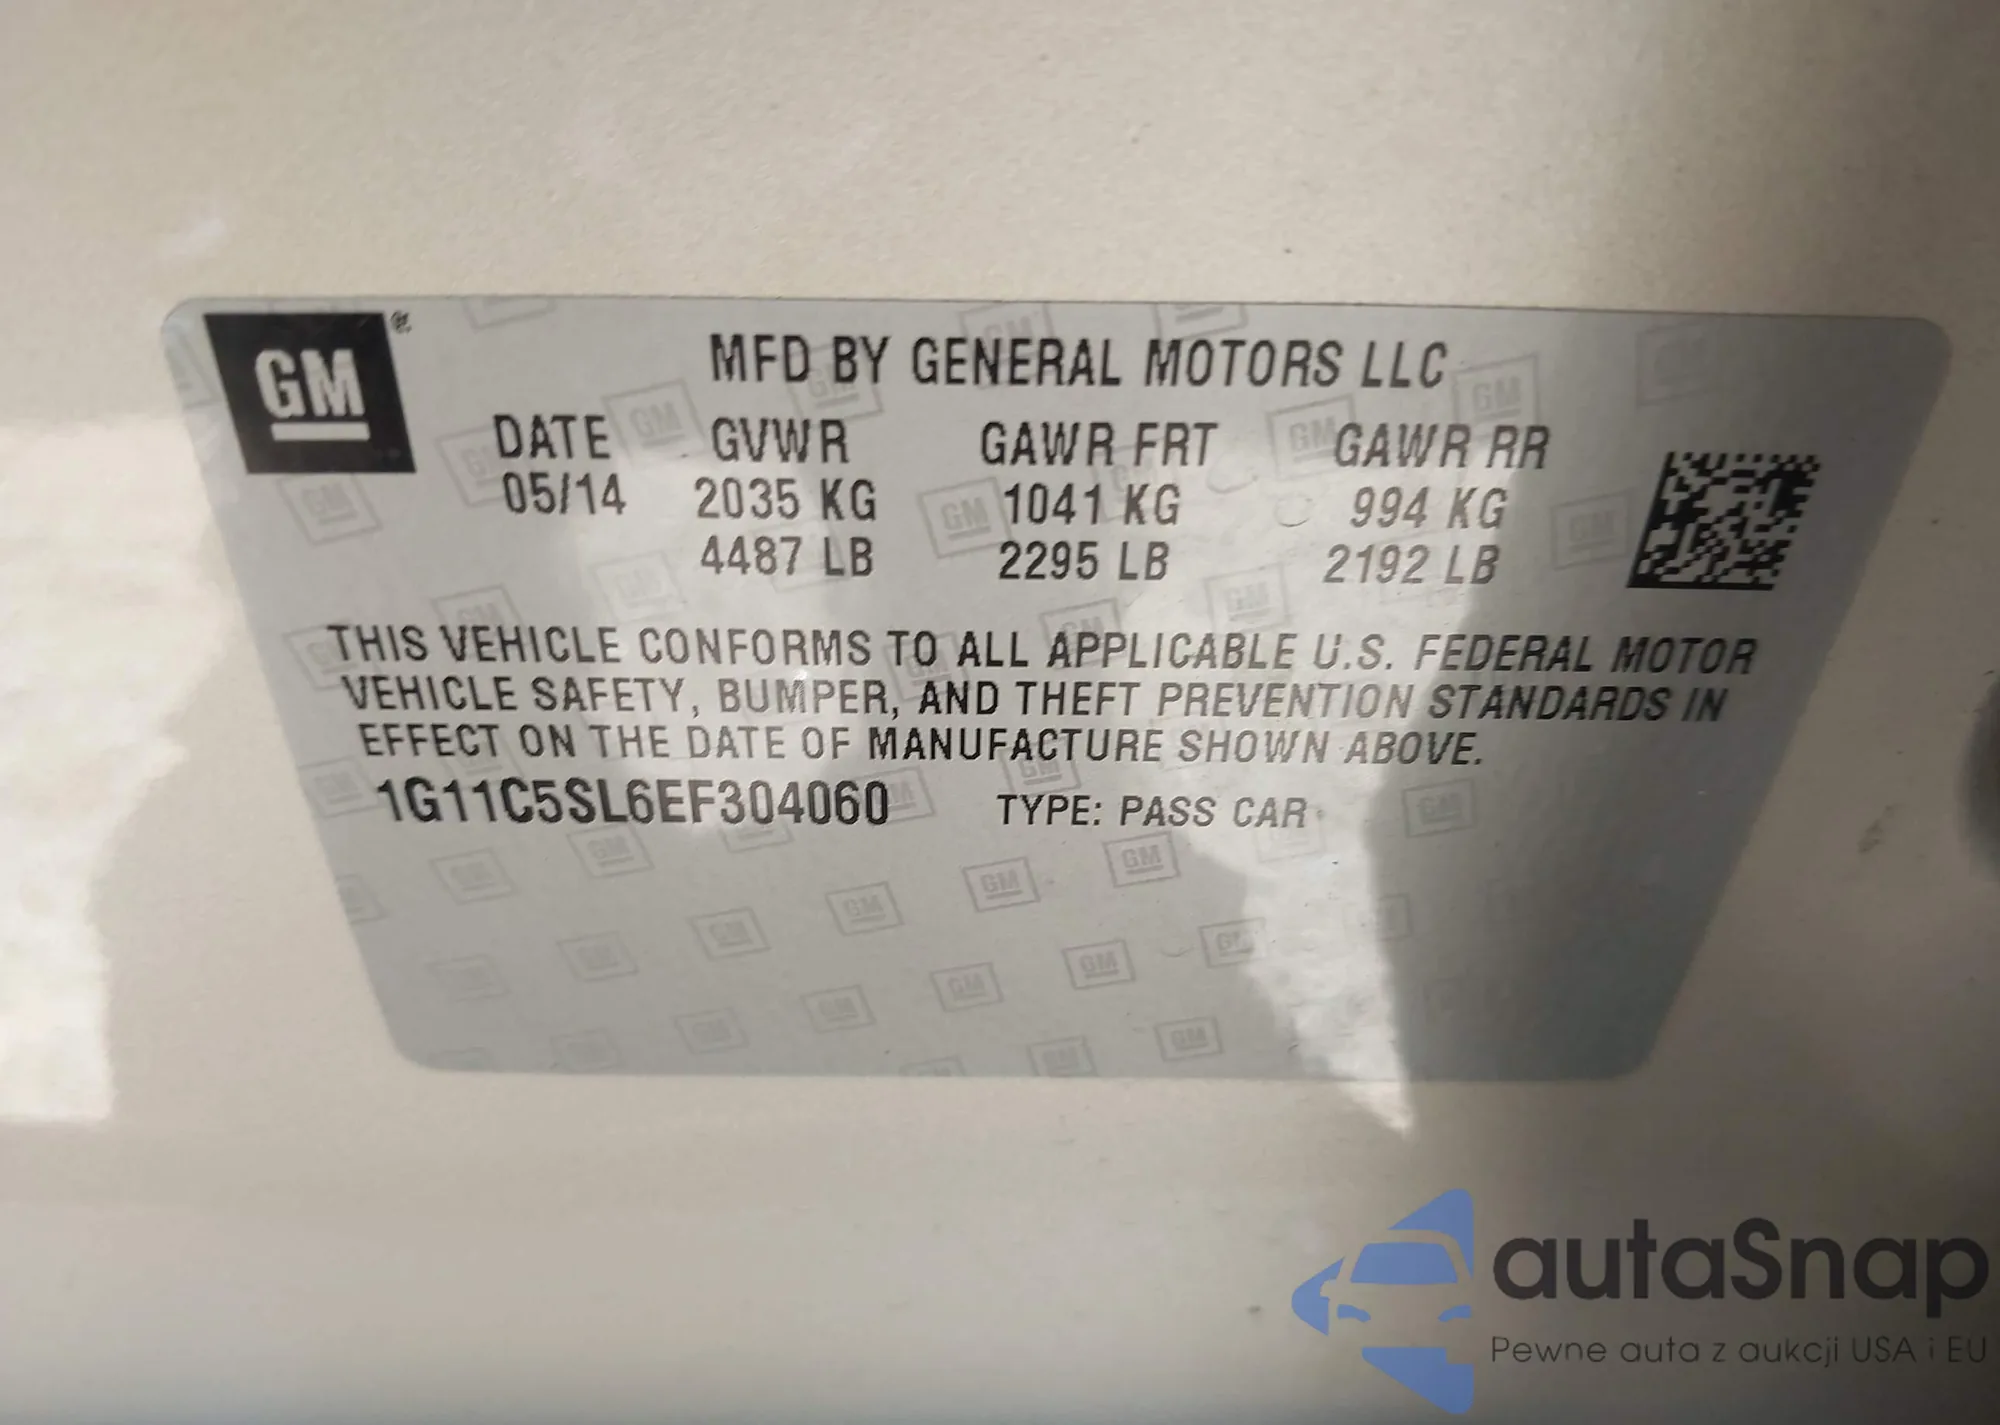 GM
MFD BY GENERAL MOTORS LLC
DATE GVWR GAWR FRT GAWR RR
05/14 2035 KG 1041 KG 994 KG
4487 LB 2295 LB 2192 LB
THIS VEHICLE CONFORMS TO ALL APPLICABLE U.S. FEDERAL MOTOR
VEHICLE SAFETY, BUMPER, AND THEFT PREVENTION STANDARDS IN
EFFECT ON THE DATE OF MANUFACTURE SHOWN ABOVE.
1G11C5SL6EF304060 TYPE: PASS CAR
autaSnap
Pewne auta z aukcji USA i EU